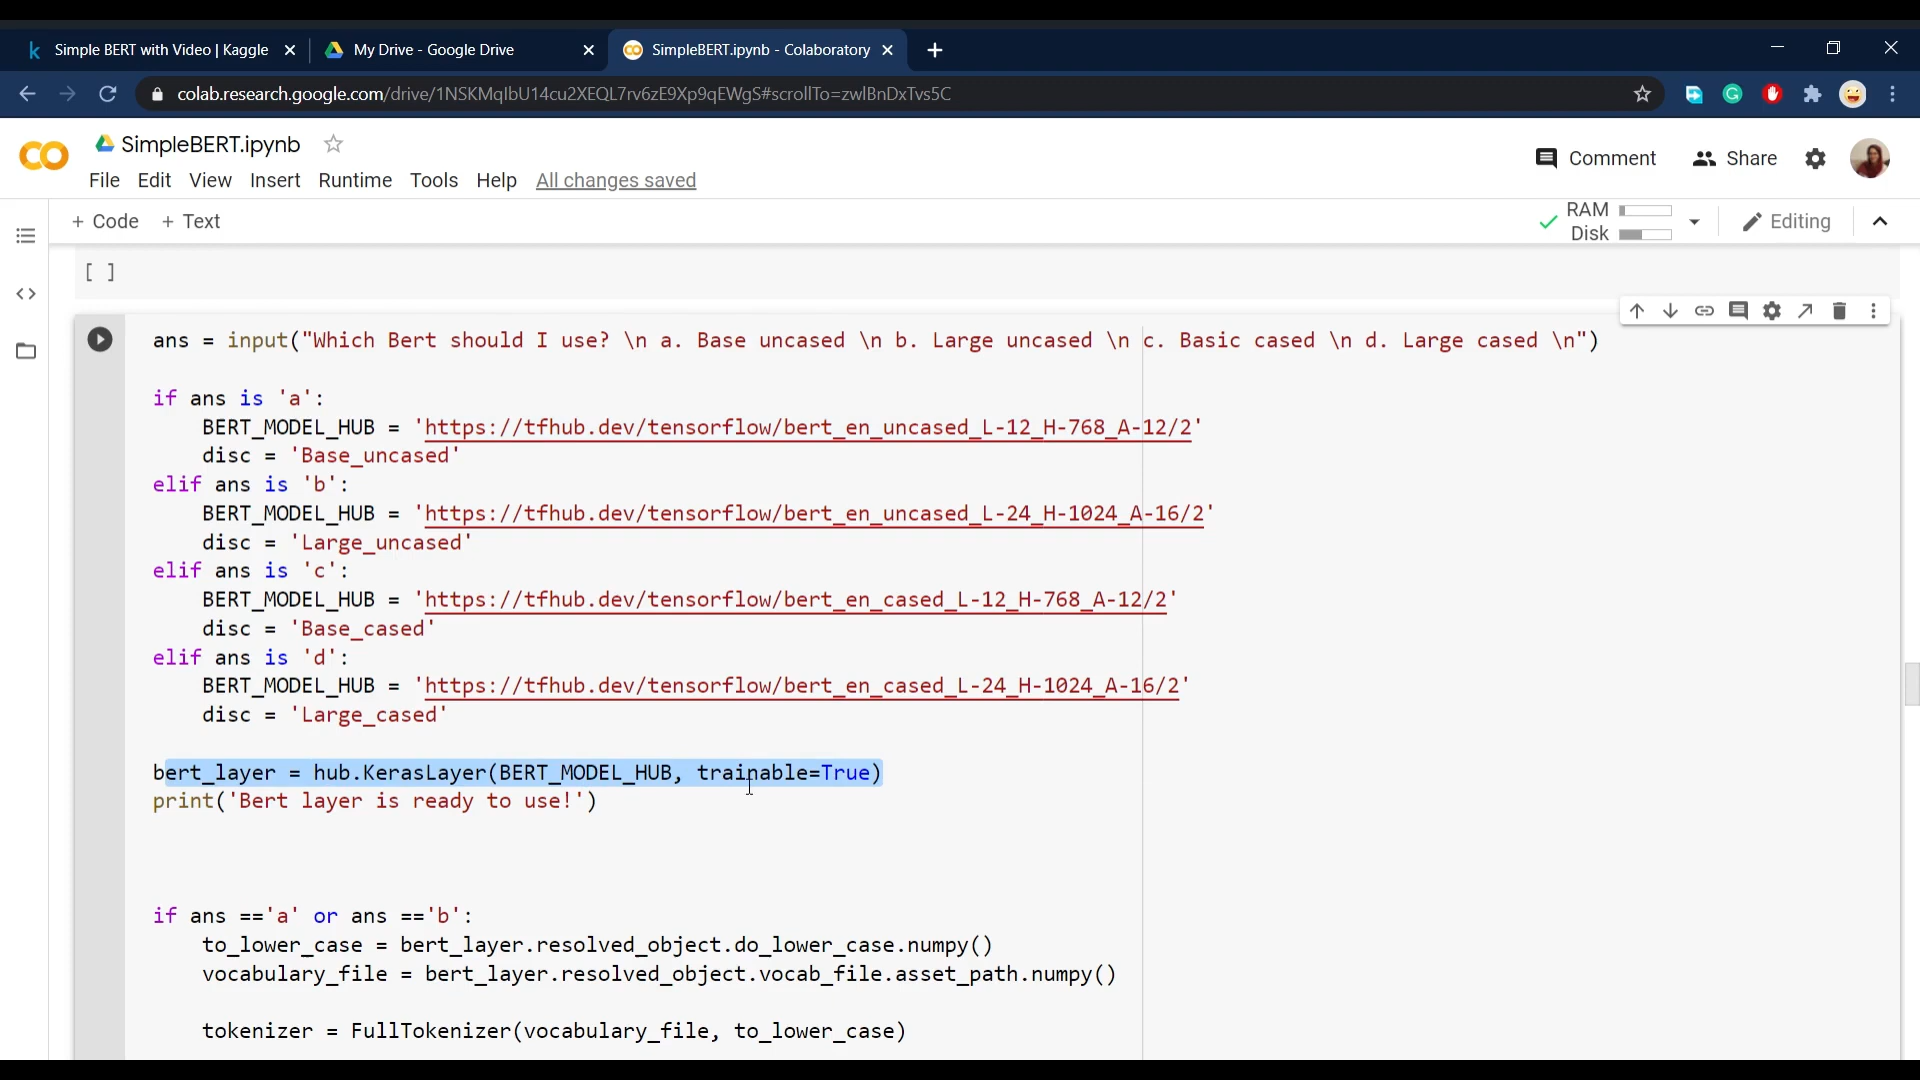 Simple BERT with Video | Kaggle
My Drive - Google Drive
SimpleBERT.ipynb - Colaboratory
colab.research.google.com/drive/1NSKMqIbU14cu2XEQL7rv6zE9Xp9qEWgS#scrollTo=zwlBnDxTvs5C
SimpleBERT.ipynb
Comment
Share
File Edit View Insert Runtime Tools Help All changes saved
+ Code + Text
RAM
Disk
Editing
[ ]
ans = input("Which Bert should I use? \n a. Base uncased \n b. Large uncased \n c. Basic cased \n d. Large cased \n")
if ans is 'a':
BERT_MODEL_HUB = 'https://tfhub.dev/tensorflow/bert_en_uncased_L-12_H-768_A-12/2'
disc = 'Base_uncased'
elif ans is 'b':
BERT_MODEL_HUB = 'https://tfhub.dev/tensorflow/bert_en_uncased_L-24_H-1024_A-16/2'
disc = 'Large_uncased'
elif ans is 'c':
BERT_MODEL_HUB = 'https://tfhub.dev/tensorflow/bert_en_cased_L-12_H-768_A-12/2'
disc = 'Base_cased'
elif ans is 'd':
BERT_MODEL_HUB = 'https://tfhub.dev/tensorflow/bert_en_cased_L-24_H-1024_A-16/2'
disc = 'Large_cased'
bert_layer = hub.KerasLayer(BERT_MODEL_HUB, trainable=True)
print('Bert layer is ready to use!')
if ans =='a' or ans =='b':
to_lower_case = bert_layer.resolved_object.do_lower_case.numpy()
vocabulary_file = bert_layer.resolved_object.vocab_file.asset_path.numpy()
tokenizer = FullTokenizer(vocabulary_file, to_lower_case)